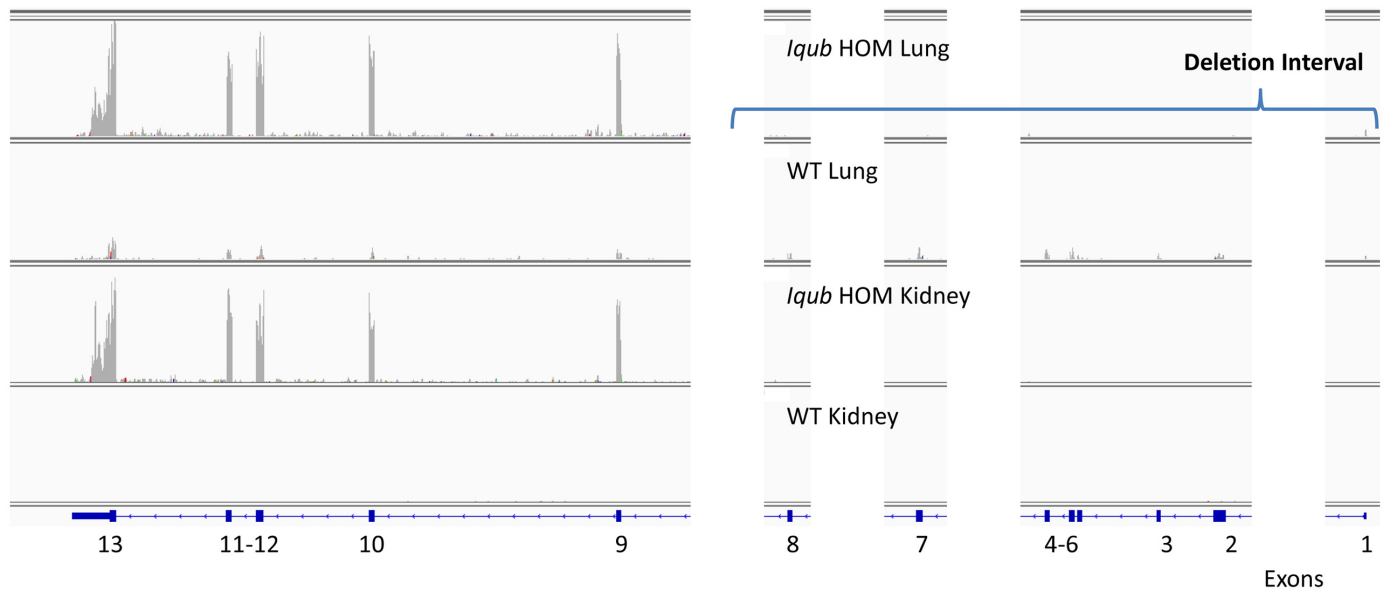 Iqub HOM Lung
Deletion Interval
WT Lung
Iqub HOM Kidney
WT Kidney
13 11-12 10 9 8 7 4-6 3 2 1
Exons